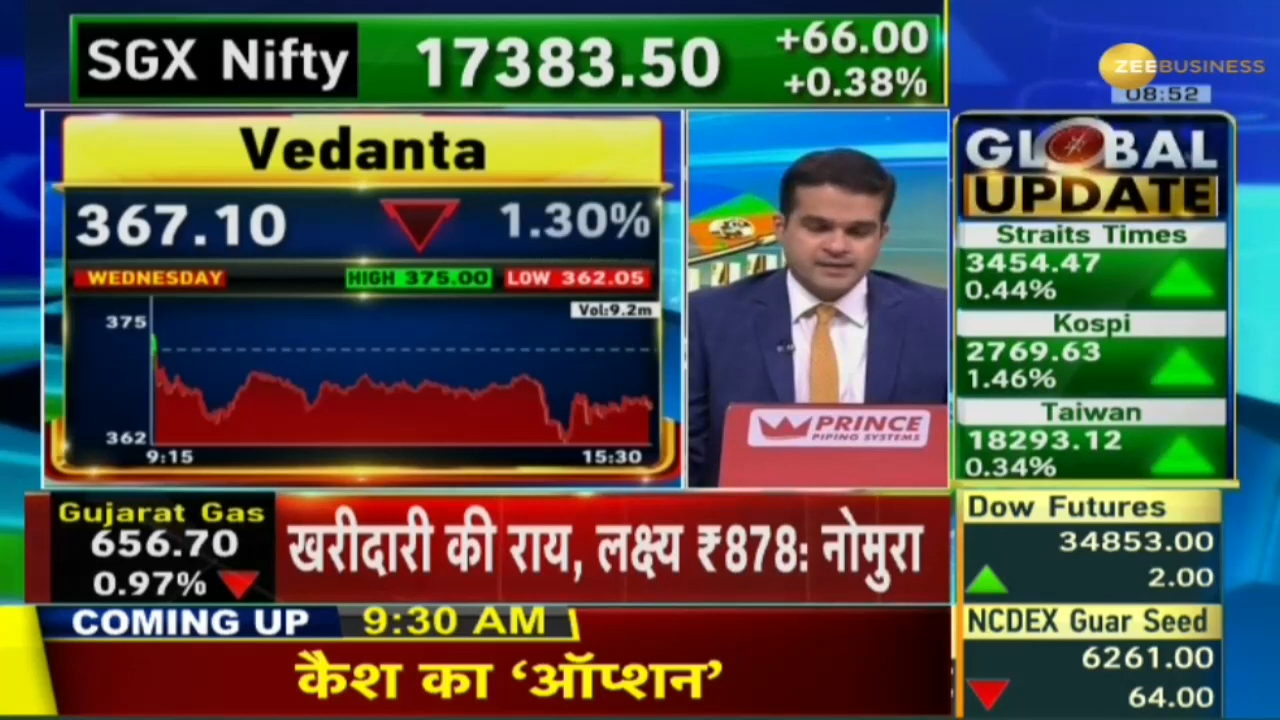 SGX Nifty 17383.50 +66.00 +0.38%
ZEEBUSINESS
08:52
Vedanta
367.10 1.30%
WEDNESDAY HIGH 375.00 LOW 362.05
Vol:9.2m
375
362
9:15 15:30
PRINCE
PIPING SYSTEMS
GLOBAL
UPDATE
Straits Times
3454.47
0.44%
Kospi
2769.63
1.46%
Taiwan
18293.12
0.34%
Gujarat Gas
656.70
0.97%
खरीदारी की राय, लक्ष्य ₹878: नोमुरा
Dow Futures
34853.00
2.00
COMING UP 9:30 AM
कैश का ‘ऑप्शन’
NCDEX Guar Seed
6261.00
64.00